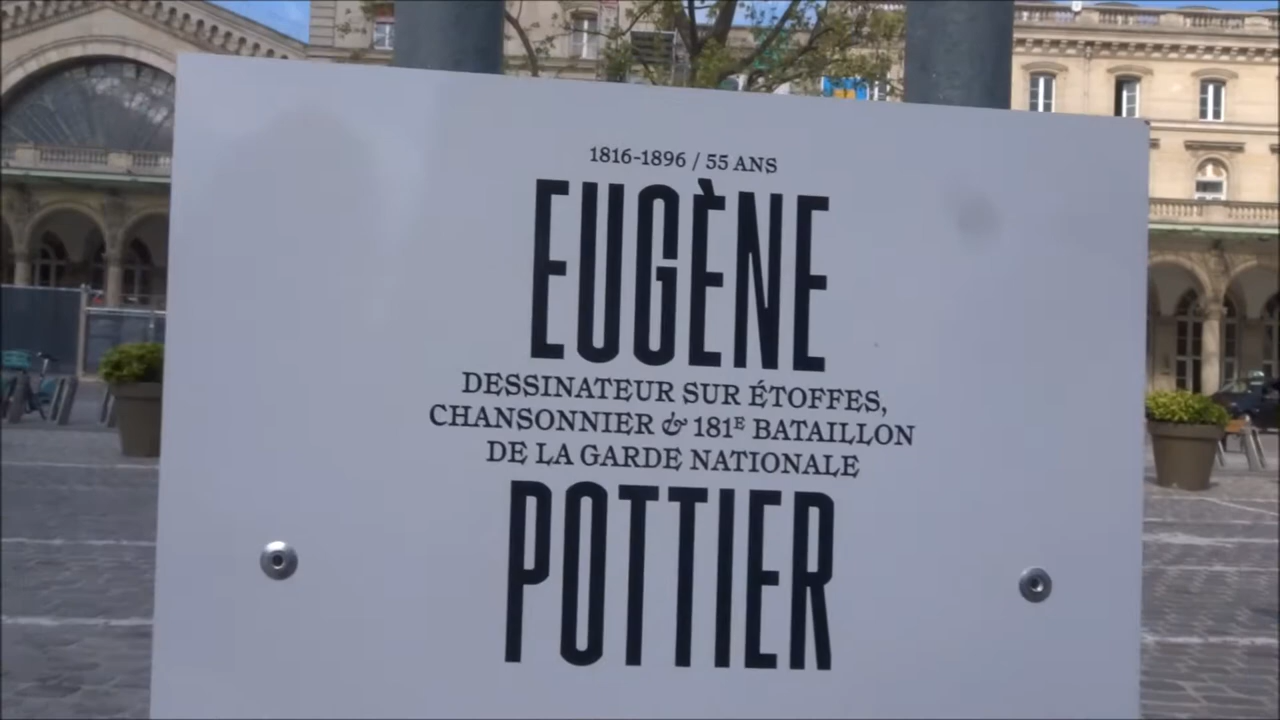 1816-1896 / 55 ANS
EUGÈNE
DESSINATEUR SUR ÉTOFFES,
CHANSONNIER & 181ᴱ BATAILLON
DE LA GARDE NATIONALE
POTTIER